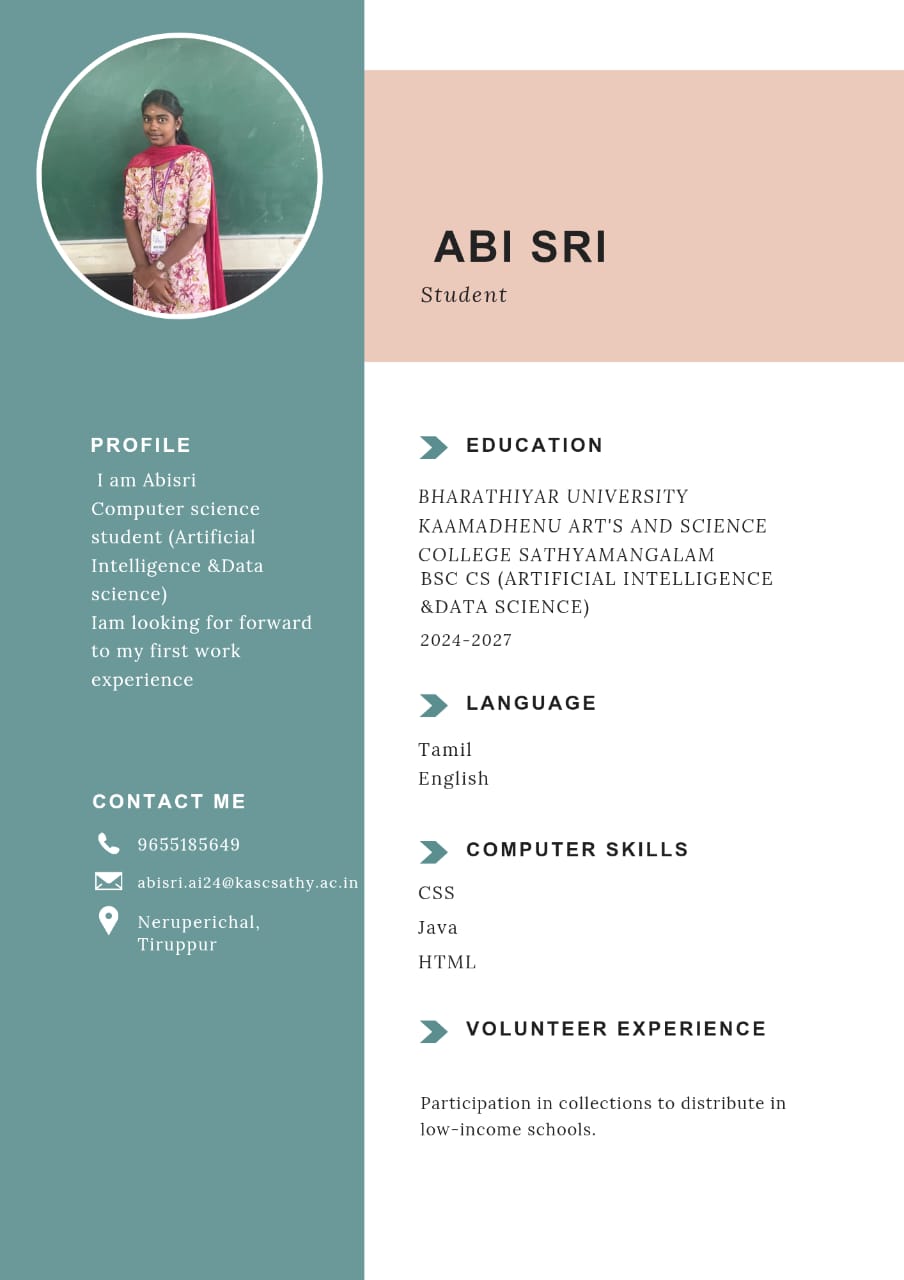 ABI SRI
Student
PROFILE
I am Abisri
Computer science
student (Artificial
Intelligence &Data
science)
Iam looking for forward
to my first work
experience
CONTACT ME
9655185649
abisri.ai24@kascsathy.ac.in
Neruperichal,
Tiruppur
EDUCATION
BHARATHIYAR UNIVERSITY
KAAMADHENU ART'S AND SCIENCE
COLLEGE SATHYAMANGALAM
BSC CS (ARTIFICIAL INTELLIGENCE
&DATA SCIENCE)
2024-2027
LANGUAGE
Tamil
English
COMPUTER SKILLS
CSS
Java
HTML
VOLUNTEER EXPERIENCE
Participation in collections to distribute in
low-income schools.